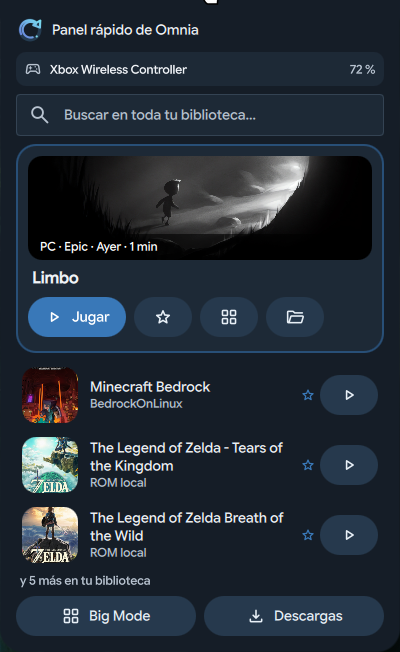 Panel rápido de Omnia
Xbox Wireless Controller 72 %
Buscar en toda tu biblioteca...
PC · Epic · Ayer · 1 min
Limbo
Jugar
Minecraft Bedrock
BedrockOnLinux
ZELDA
The Legend of Zelda - Tears of
the Kingdom
ROM local
ZELDA
The Legend of Zelda Breath of
the Wild
ROM local
y 5 más en tu biblioteca
Big Mode
Descargas